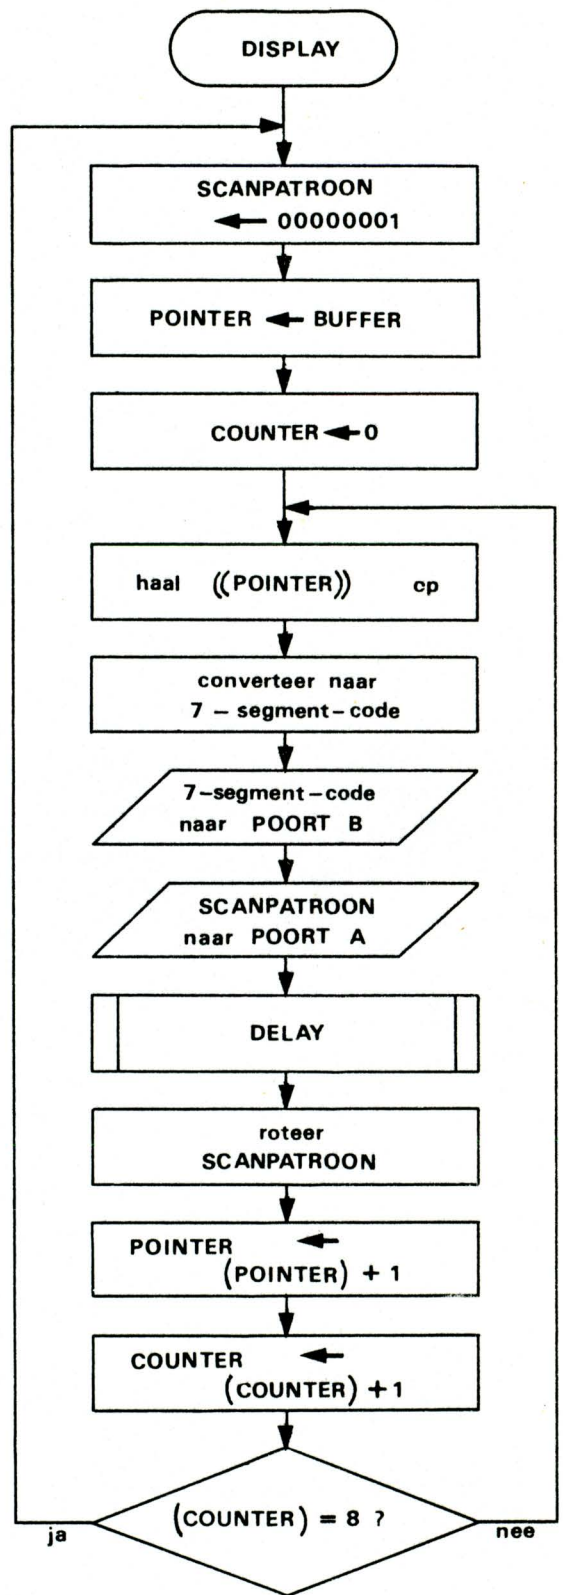 DISPLAY
SCANPATROON
← 00000001
POINTER ← BUFFER
COUNTER ← 0
haal ((POINTER)) cp
converteer naar
7 - segment - code
7-segment-code
naar POORT B
SCANPATROON
naar POORT A
DELAY
roteer
SCANPATROON
POINTER ←
(POINTER) + 1
COUNTER ←
(COUNTER) + 1
(COUNTER) = 8 ?
ja
nee